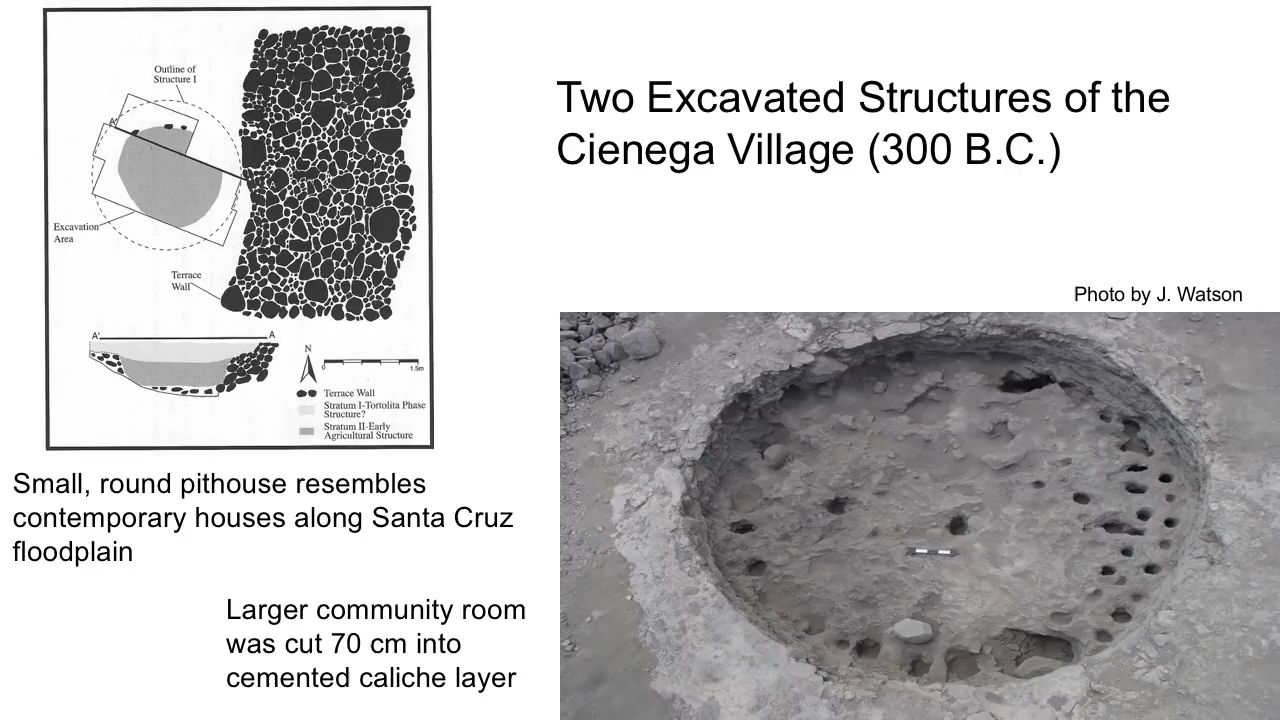 Two Excavated Structures of the
Cienega Village (300 B.C.)
Outline of
Structure I
A'
A
Excavation
Area
Terrace
Wall
A'
A
N
0
1.5m
Terrace Wall
Stratum I-Tortolita Phase
Structure?
Stratum II-Early
Agricultural Structure
Photo by J. Watson
Small, round pithouse resembles
contemporary houses along Santa Cruz
floodplain
Larger community room
was cut 70 cm into
cemented caliche layer